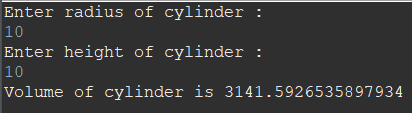 Enter radius of cylinder :
10
Enter height of cylinder :
10
Volume of cylinder is 3141.5926535897934